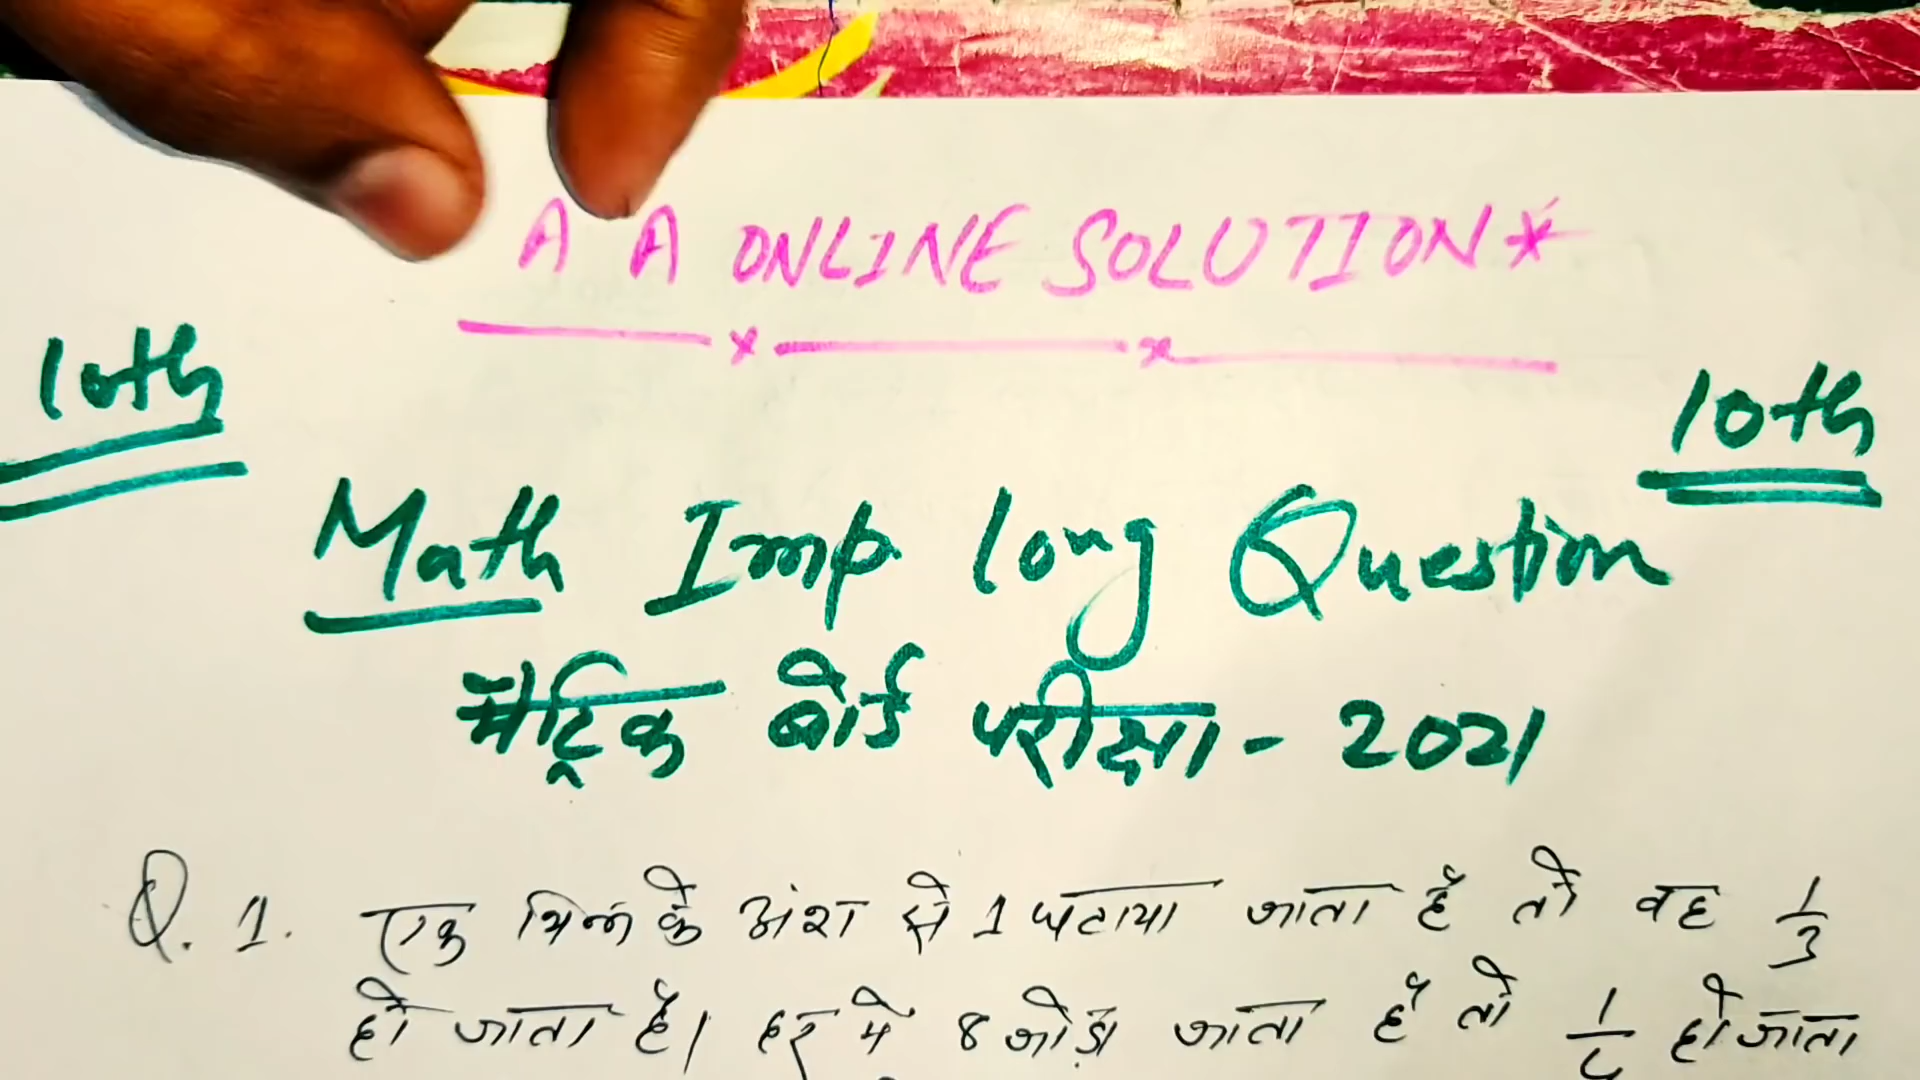 A A ONLINE SOLUTION*
10th
10th
Math Imp long Question
मैट्रिक बोर्ड परीक्षा - 2021
Q. 1. एक भिन्न के अंश से 1 घटाया जाता है तो वह 1/3
हो जाता है। हर में 8 जोड़ा जाता है तो 1/4 हो जाता